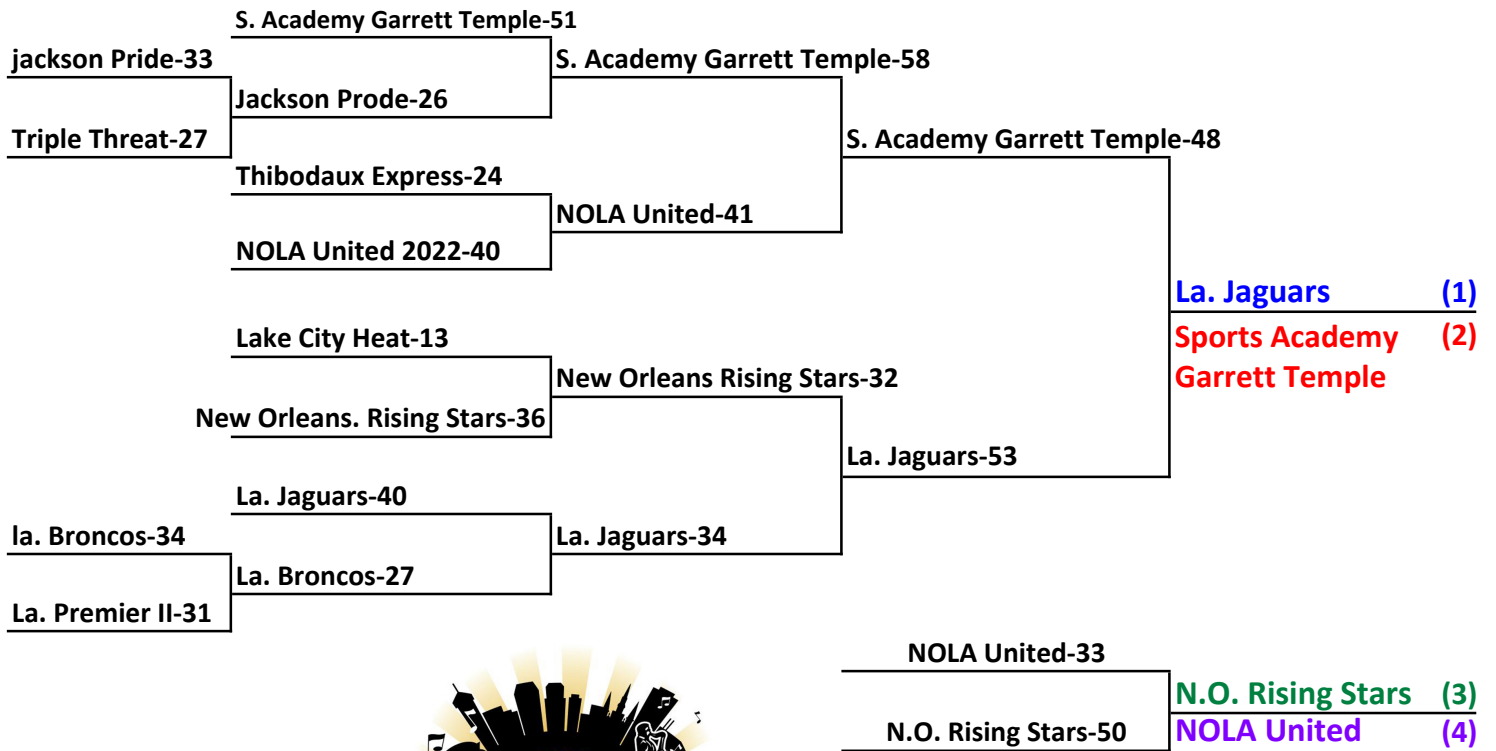 S. Academy Garrett Temple-51
jackson Pride-33
S. Academy Garrett Temple-58
Jackson Prode-26
Triple Threat-27
S. Academy Garrett Temple-48
Thibodaux Express-24
NOLA United-41
NOLA United 2022-40
La. Jaguars (1)
Lake City Heat-13
Sports Academy (2)
Garrett Temple
New Orleans Rising Stars-32
New Orleans. Rising Stars-36
La. Jaguars-53
La. Jaguars-40
la. Broncos-34
La. Jaguars-34
La. Broncos-27
La. Premier II-31
NOLA United-33
N.O. Rising Stars (3)
N.O. Rising Stars-50
NOLA United (4)